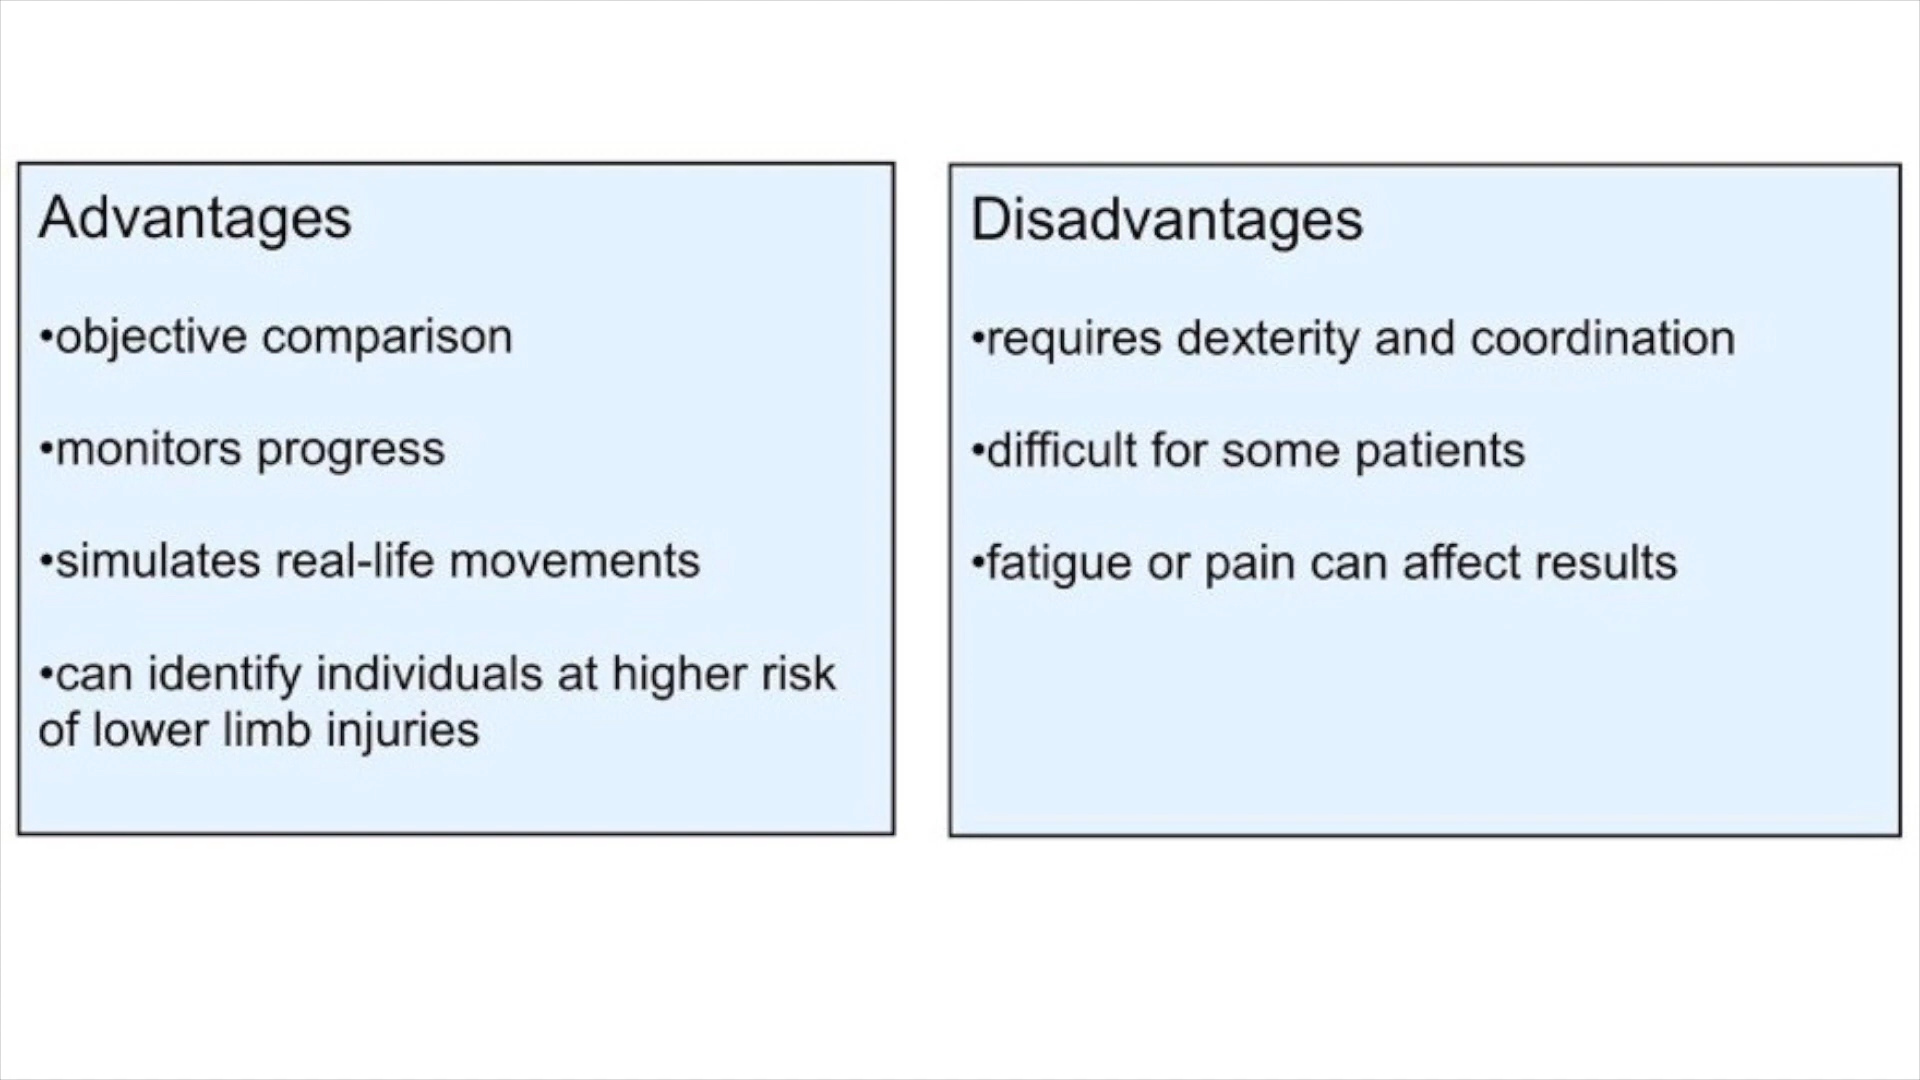 Advantages
•objective comparison
•monitors progress
•simulates real-life movements
•can identify individuals at higher risk
of lower limb injuries
Disadvantages
•requires dexterity and coordination
•difficult for some patients
•fatigue or pain can affect results